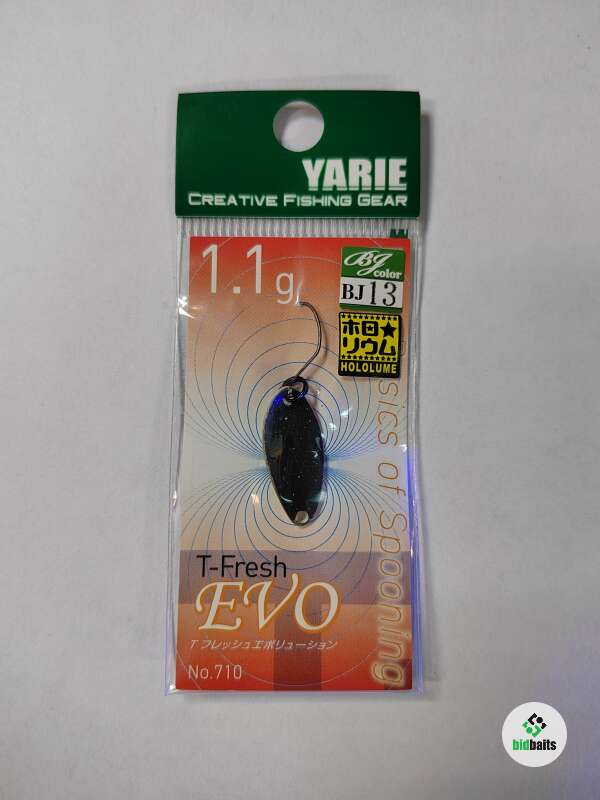 YARIE
CREATIVE FISHING GEAR
1.1g
BJ
color
BJ13
ホロ★
リウム
HOLOLUME
sics of Spooning
T-Fresh
EVO
T フレッシュエボリューション
No.710
bidbaits